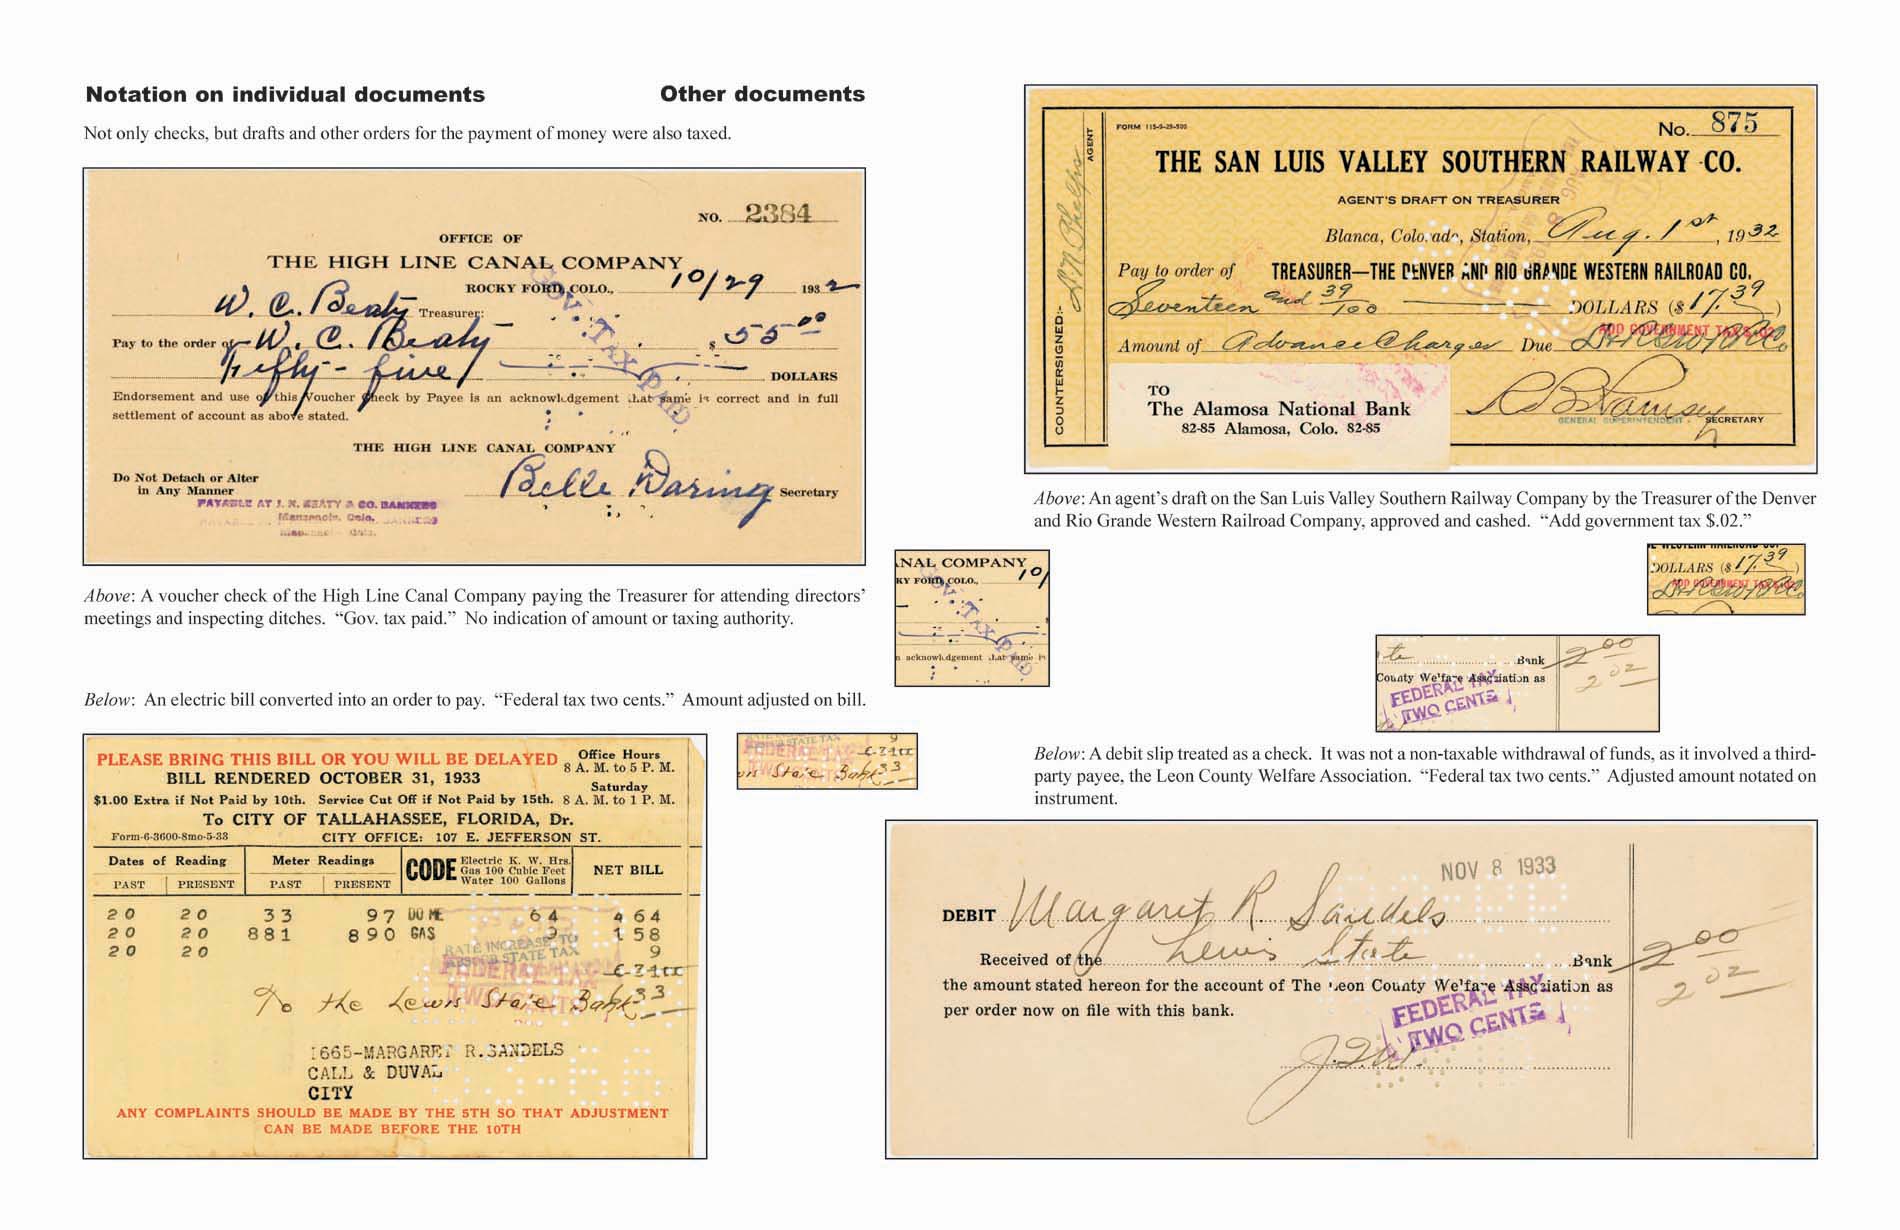 Notation on individual documents
Other documents
Not only checks, but drafts and other orders for the payment of money were also taxed.
NO. 2384
OFFICE OF
THE HIGH LINE CANAL COMPANY
ROCKY FORD, COLO., 10/29 1932
W. C. Beaty Treasurer:
Pay to the order of W. C. Beaty $ 55 00
Fifty-five DOLLARS
GOV. TAX PAID
Endorsement and use of this Voucher Check by Payee is an acknowledgement that same is correct and in full
settlement of account as above stated.
THE HIGH LINE CANAL COMPANY
Do Not Detach or Alter
in Any Manner
Belle Daring Secretary
PAYABLE AT J. N. BEATY & CO. BANKERS
Manzanola, Colo.
Above: A voucher check of the High Line Canal Company paying the Treasurer for attending directors'
meetings and inspecting ditches. "Gov. tax paid." No indication of amount or taxing authority.
NAL COMPANY
KY FORD, COLO., 10/
GOV. TAX PAID
n acknowledgement that same is
Below: An electric bill converted into an order to pay. "Federal tax two cents." Amount adjusted on bill.
PLEASE BRING THIS BILL OR YOU WILL BE DELAYED
BILL RENDERED OCTOBER 31, 1933
$1.00 Extra if Not Paid by 10th. Service Cut Off if Not Paid by 15th.
Office Hours
8 A. M. to 5 P. M.
Saturday
8 A. M. to 1 P. M.
To CITY OF TALLAHASSEE, FLORIDA, Dr.
Form-6-3600-8mo-5-33
CITY OFFICE: 107 E. JEFFERSON ST.
Dates of Reading
Meter Readings
CODE
Electric K. W. Hrs.
Gas 100 Cubic Feet
Water 100 Gallons
NET BILL
PAST PRESENT PAST PRESENT
20 20 33 97 DOME 64 4 64
20 20 881 890 GAS 9 1 58
20 20 9
RATE INCREASE TO
ABSORB STATE TAX
FEDERAL TAX
TWO CENTS
To the Lewis State Bank 33
1665-MARGARET R.SANDELS
CALL & DUVAL
CITY
ANY COMPLAINTS SHOULD BE MADE BY THE 5TH SO THAT ADJUSTMENT
CAN BE MADE BEFORE THE 10TH
STATE TAX
FEDERAL TAX
State Bank 33
FORM 115-9-29-500
No. 875
THE SAN LUIS VALLEY SOUTHERN RAILWAY CO.
AGENT'S DRAFT ON TREASURER
Blanca, Colorado, Station, Aug. 1st, 1932
Pay to order of TREASURER—THE DENVER AND RIO GRANDE WESTERN RAILROAD CO.
Seventeen and 39/100 DOLLARS ($17.39)
ADD GOVERNMENT TAX $.02
Amount of Advance Charges Due D&RGWRR Co
TO
The Alamosa National Bank
82-85 Alamosa, Colo. 82-85
GENERAL SUPERINTENDENT. SECRETARY
COUNTERSIGNED:-
AGENT
Above: An agent's draft on the San Luis Valley Southern Railway Company by the Treasurer of the Denver
and Rio Grande Western Railroad Company, approved and cashed. "Add government tax $.02."
DOLLARS ($17.39)
ADD GOVERNMENT TAX $.02
te Bank 2 00
County Welfare Association as 2 02
FEDERAL TAX
TWO CENTS
Below: A debit slip treated as a check. It was not a non-taxable withdrawal of funds, as it involved a third-
party payee, the Leon County Welfare Association. "Federal tax two cents." Adjusted amount notated on
instrument.
NOV 8 1933
DEBIT Margaret R. Sandels
Received of the Lewis State Bank 2 00
the amount stated hereon for the account of The Leon County Welfare Association as 2 02
per order now on file with this bank.
FEDERAL TAX
TWO CENTS